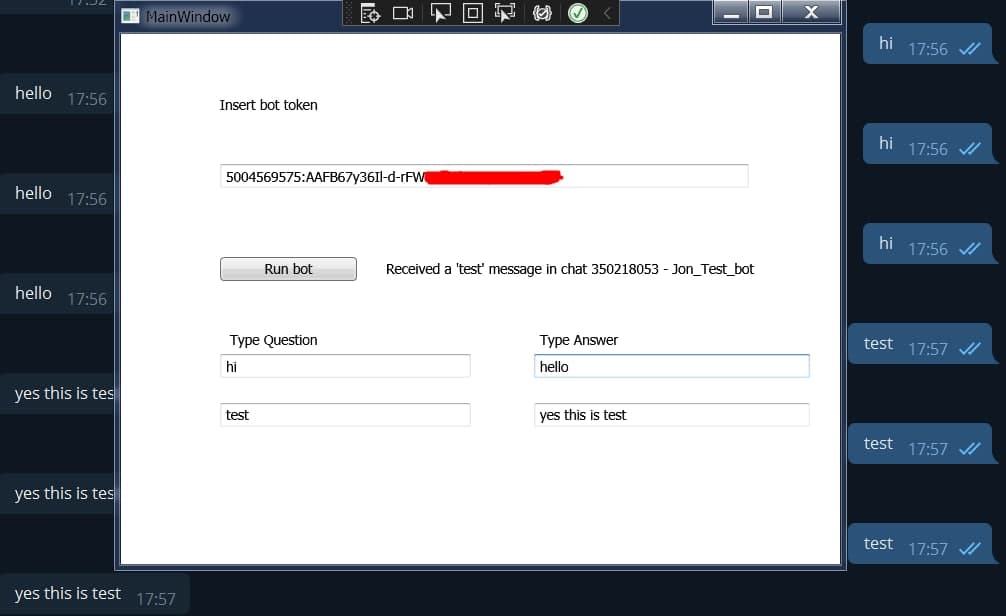 17:52
MainWindow
hi 17:56
hello 17:56
Insert bot token
hi 17:56
5004569575:AAFB67y36Il-d-rFW
hello 17:56
hi 17:56
Run bot
Received a 'test' message in chat 350218053 - Jon_Test_bot
hello 17:56
Type Question
Type Answer
test 17:57
hi
hello
yes this is tes
test
yes this is test
test 17:57
yes this is tes
test 17:57
yes this is test 17:57